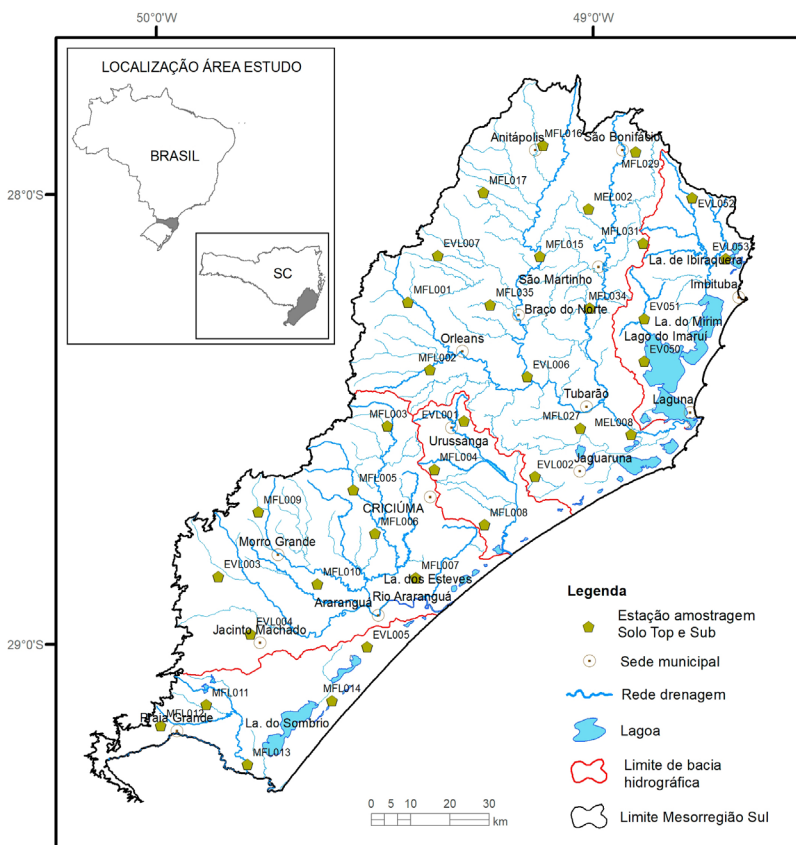 50°0'W
49°0'W
LOCALIZAÇÃO ÁREA ESTUDO
BRASIL
SC
28°0'S
29°0'S
Anitápolis
MFL016
São Bonifácio
MFL029
MFL017
MEL002
EVL052
MFL031
EVL007
MFL015
EVL053
La. de Ibiraquera
São Martinho
Imbituba
MFL001
MFL035
MEL034
Braço do Norte
EV051
La. do Mirim
Lago do Imaruí
Orleans
MFL002
EV050
EVL006
Tubarão
Laguna
MFL003
EVL001
MFL027
MEL008
Urussanga
MFL004
Jaguaruna
EVL002
MFL005
MFL009
CRICIÚMA
MFL008
MFL006
Morro Grande
EVL003
MFL010
MFL007
La. dos Esteves
Rio Araranguá
Araranguá
EVL004
Jacinto Machado
EVL005
MFL011
MFL014
MFL012
Praia Grande
La. do Sombrio
MFL013
Legenda
Estação amostragem
Solo Top e Sub
Sede municipal
Rede drenagem
Lagoa
Limite de bacia
hidrográfica
Limite Mesorregião Sul
0 5 10 20 30
km